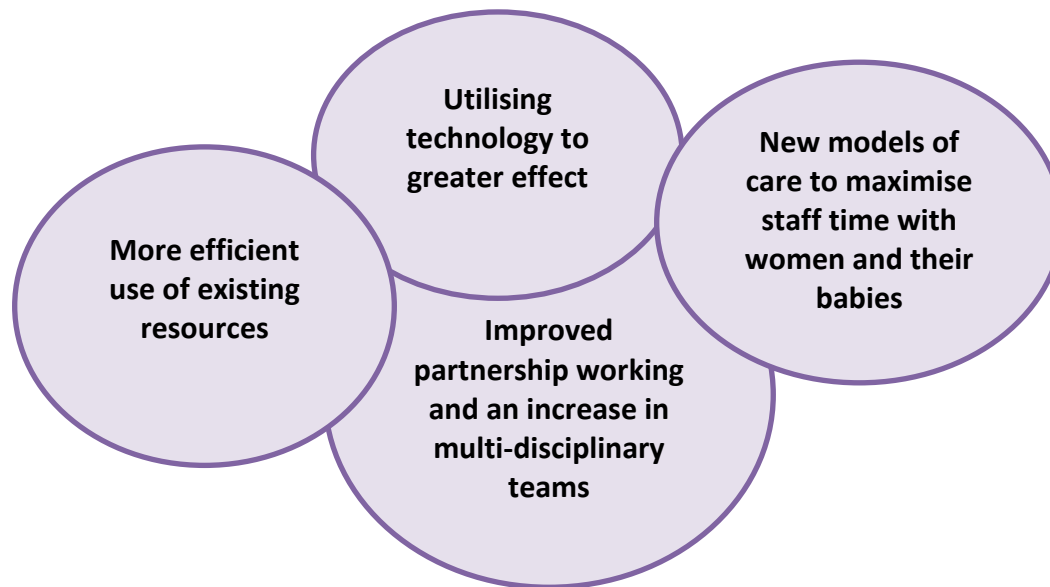 Utilising
technology to
greater effect
New models of
care to maximise
staff time with
women and their
babies
More efficient
use of existing
resources
Improved
partnership working
and an increase in
multi-disciplinary
teams